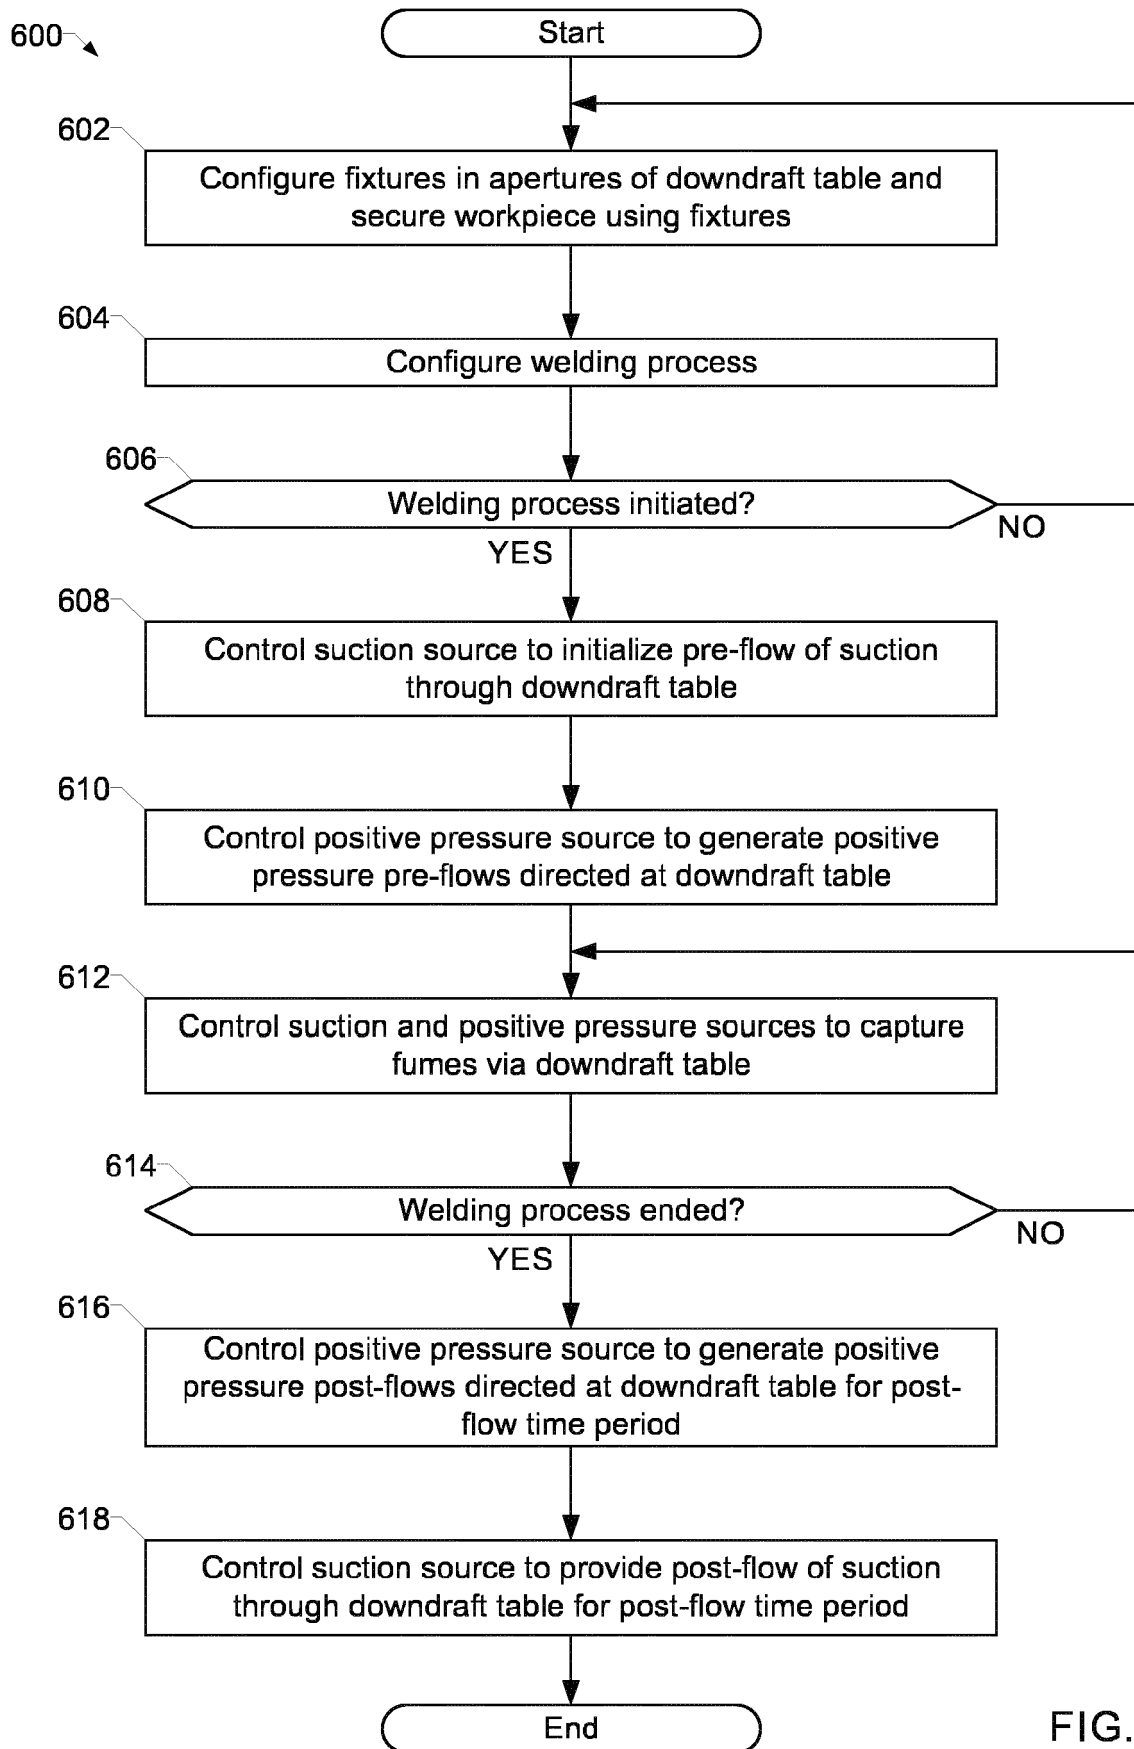 600
Start
602
Configure fixtures in apertures of downdraft table and
secure workpiece using fixtures
604
Configure welding process
606
Welding process initiated?
NO
YES
608
Control suction source to initialize pre-flow of suction
through downdraft table
610
Control positive pressure source to generate positive
pressure pre-flows directed at downdraft table
612
Control suction and positive pressure sources to capture
fumes via downdraft table
614
Welding process ended?
NO
YES
616
Control positive pressure source to generate positive
pressure post-flows directed at downdraft table for post-
flow time period
618
Control suction source to provide post-flow of suction
through downdraft table for post-flow time period
End
FIG.